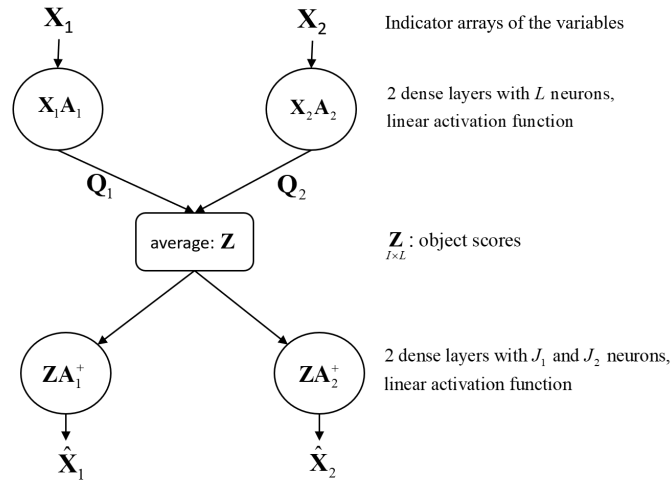 X₁ X₂ Indicator arrays of the variables
X₁A₁ X₂A₂ 2 dense layers with L neurons,
linear activation function
Q₁ Q₂
average: Z Z : object scores
I×L
ZA₁⁺ ZA₂⁺ 2 dense layers with J₁ and J₂ neurons,
linear activation function
X̂₁ X̂₂